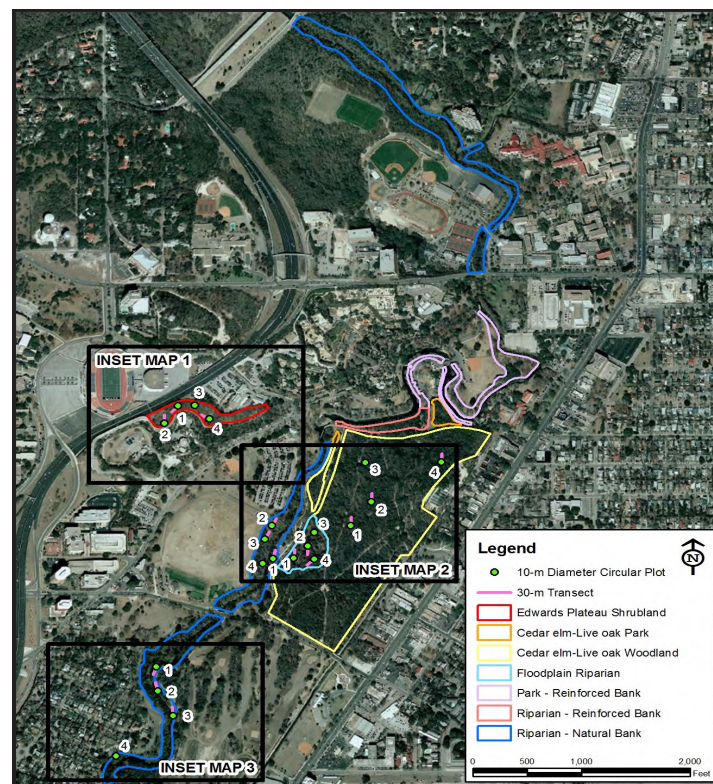 INSET MAP 1
3
2
1
4
3
4
2
1
2
3
4
1
1
2
3
4
INSET MAP 2
1
2
3
4
INSET MAP 3
Legend
N
10-m Diameter Circular Plot
30-m Transect
Edwards Plateau Shrubland
Cedar elm-Live oak Park
Cedar elm-Live oak Woodland
Floodplain Riparian
Park - Reinforced Bank
Riparian - Reinforced Bank
Riparian - Natural Bank
0 500 1,000 2,000
Feet